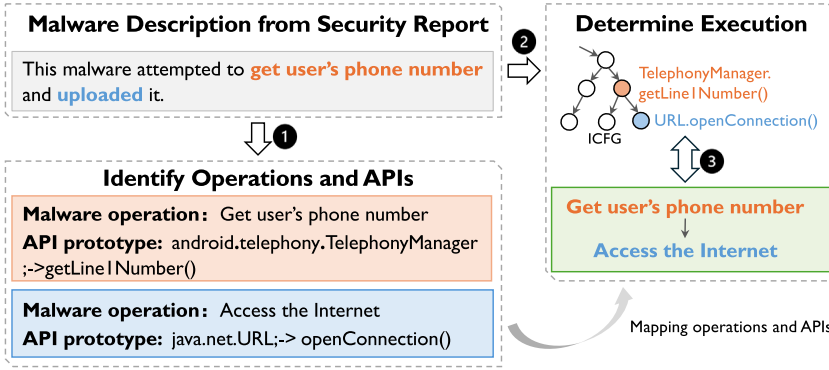 Malware Description from Security Report
This malware attempted to get user's phone number
and uploaded it.
1
2
Determine Execution
TelephonyManager.
getLine1Number()
URL.openConnection()
ICFG
3
Get user's phone number
Access the Internet
Identify Operations and APIs
Malware operation: Get user's phone number
API prototype: android.telephony.TelephonyManager
;->getLine1Number()
Malware operation: Access the Internet
API prototype: java.net.URL;-> openConnection()
Mapping operations and APIs